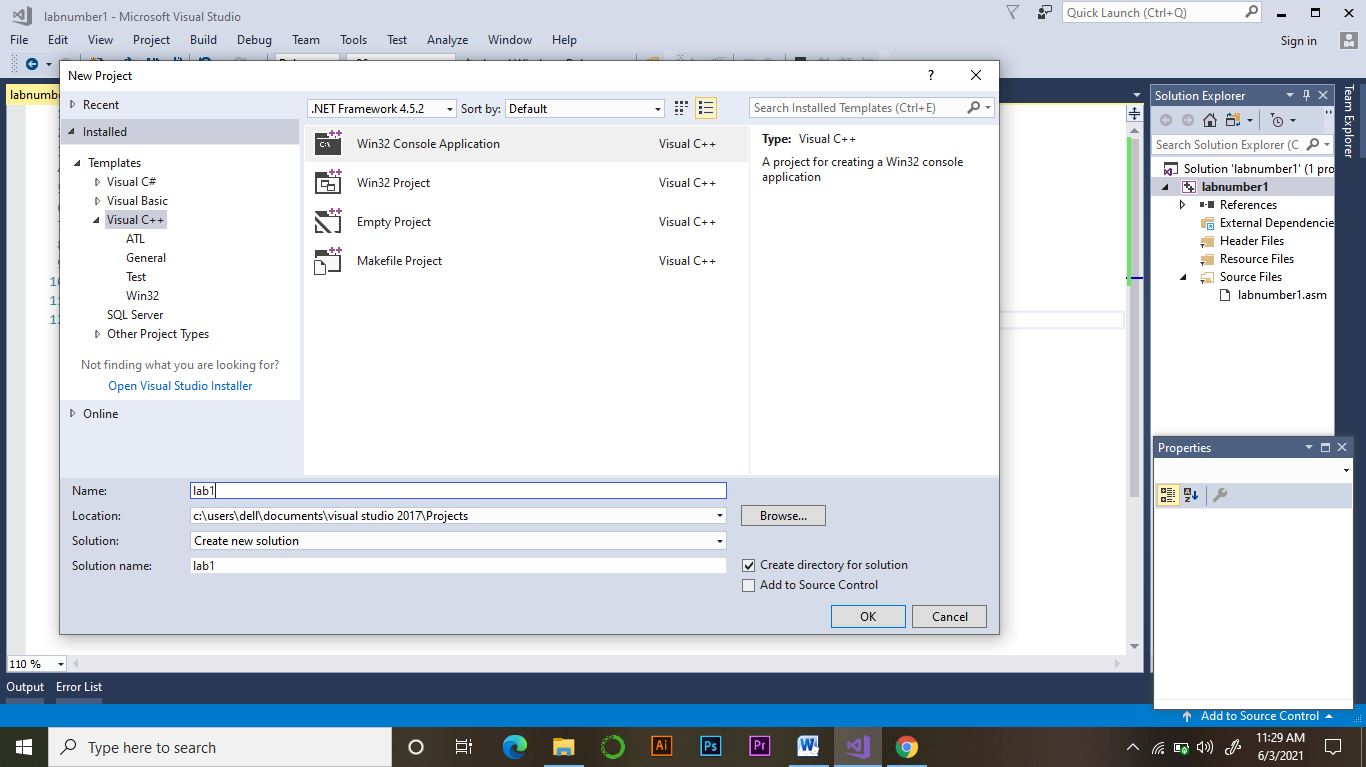 labnumber1 - Microsoft Visual Studio
Quick Launch (Ctrl+Q)
File Edit View Project Build Debug Team Tools Test Analyze Window Help
Sign in
New Project
?
Recent
Installed
Templates
Visual C#
Visual Basic
Visual C++
ATL
General
Test
Win32
SQL Server
Other Project Types
Not finding what you are looking for?
Open Visual Studio Installer
Online
.NET Framework 4.5.2
Sort by: Default
Search Installed Templates (Ctrl+E)
Win32 Console Application Visual C++
Win32 Project Visual C++
Empty Project Visual C++
Makefile Project Visual C++
Type: Visual C++
A project for creating a Win32 console
application
Name: lab1
Location: c:\users\dell\documents\visual studio 2017\Projects
Browse...
Solution: Create new solution
Solution name: lab1
Create directory for solution
Add to Source Control
OK Cancel
Solution Explorer
Search Solution Explorer (C
Solution 'labnumber1' (1 pro
labnumber1
References
External Dependencie
Header Files
Resource Files
Source Files
labnumber1.asm
Team Explorer
Properties
110 %
Output Error List
Add to Source Control
Type here to search
Ai
Ps
Pr
11:29 AM
6/3/2021